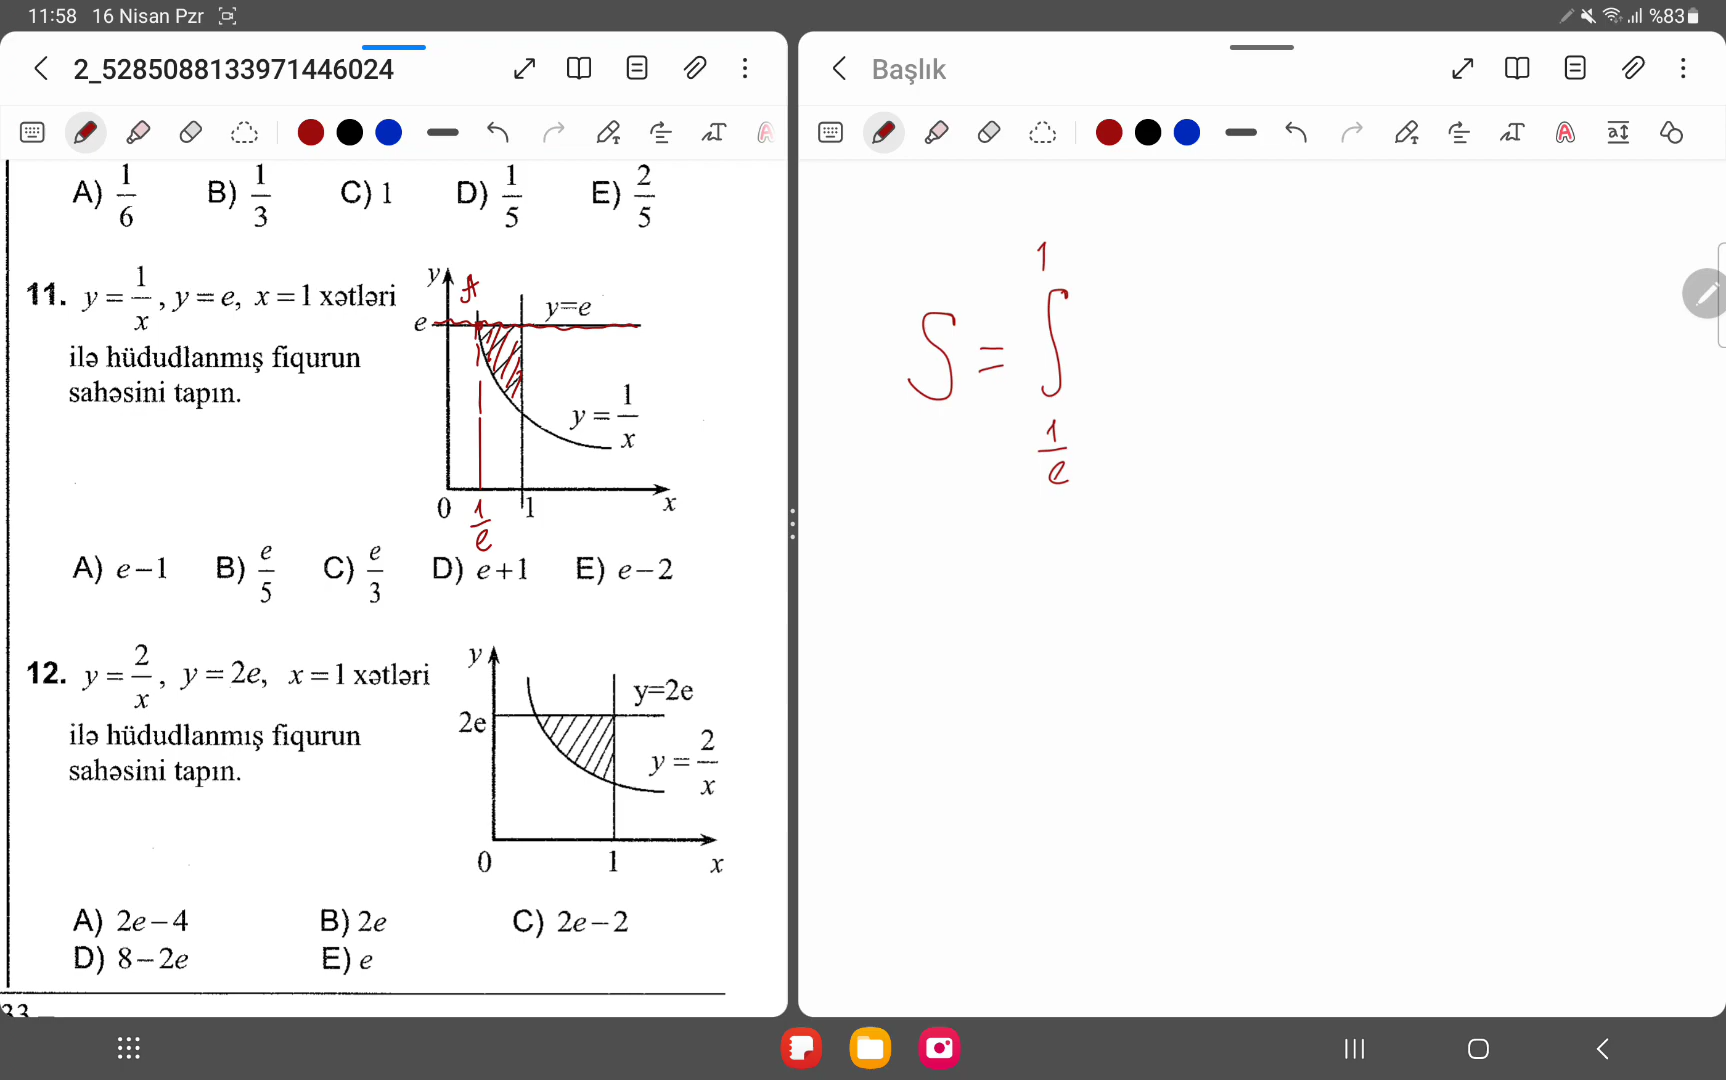 11:58 16 Nisan Pzr %83
2_5285088133971446024
Başlık
A) 1/6 B) 1/3 C) 1 D) 1/5 E) 2/5
11. y = 1/x, y = e, x = 1 xətləri
ilə hüdudlanmış fiqurun
sahəsini tapın.
y A
e y=e
y = 1/x
0 1/e 1 x
A) e−1 B) e/5 C) e/3 D) e+1 E) e−2
12. y = 2/x, y = 2e, x = 1 xətləri
ilə hüdudlanmış fiqurun
sahəsini tapın.
y
y=2e
2e
y = 2/x
0 1 x
A) 2e−4 B) 2e C) 2e−2
D) 8−2e E) e
S = ∫
1
1/e